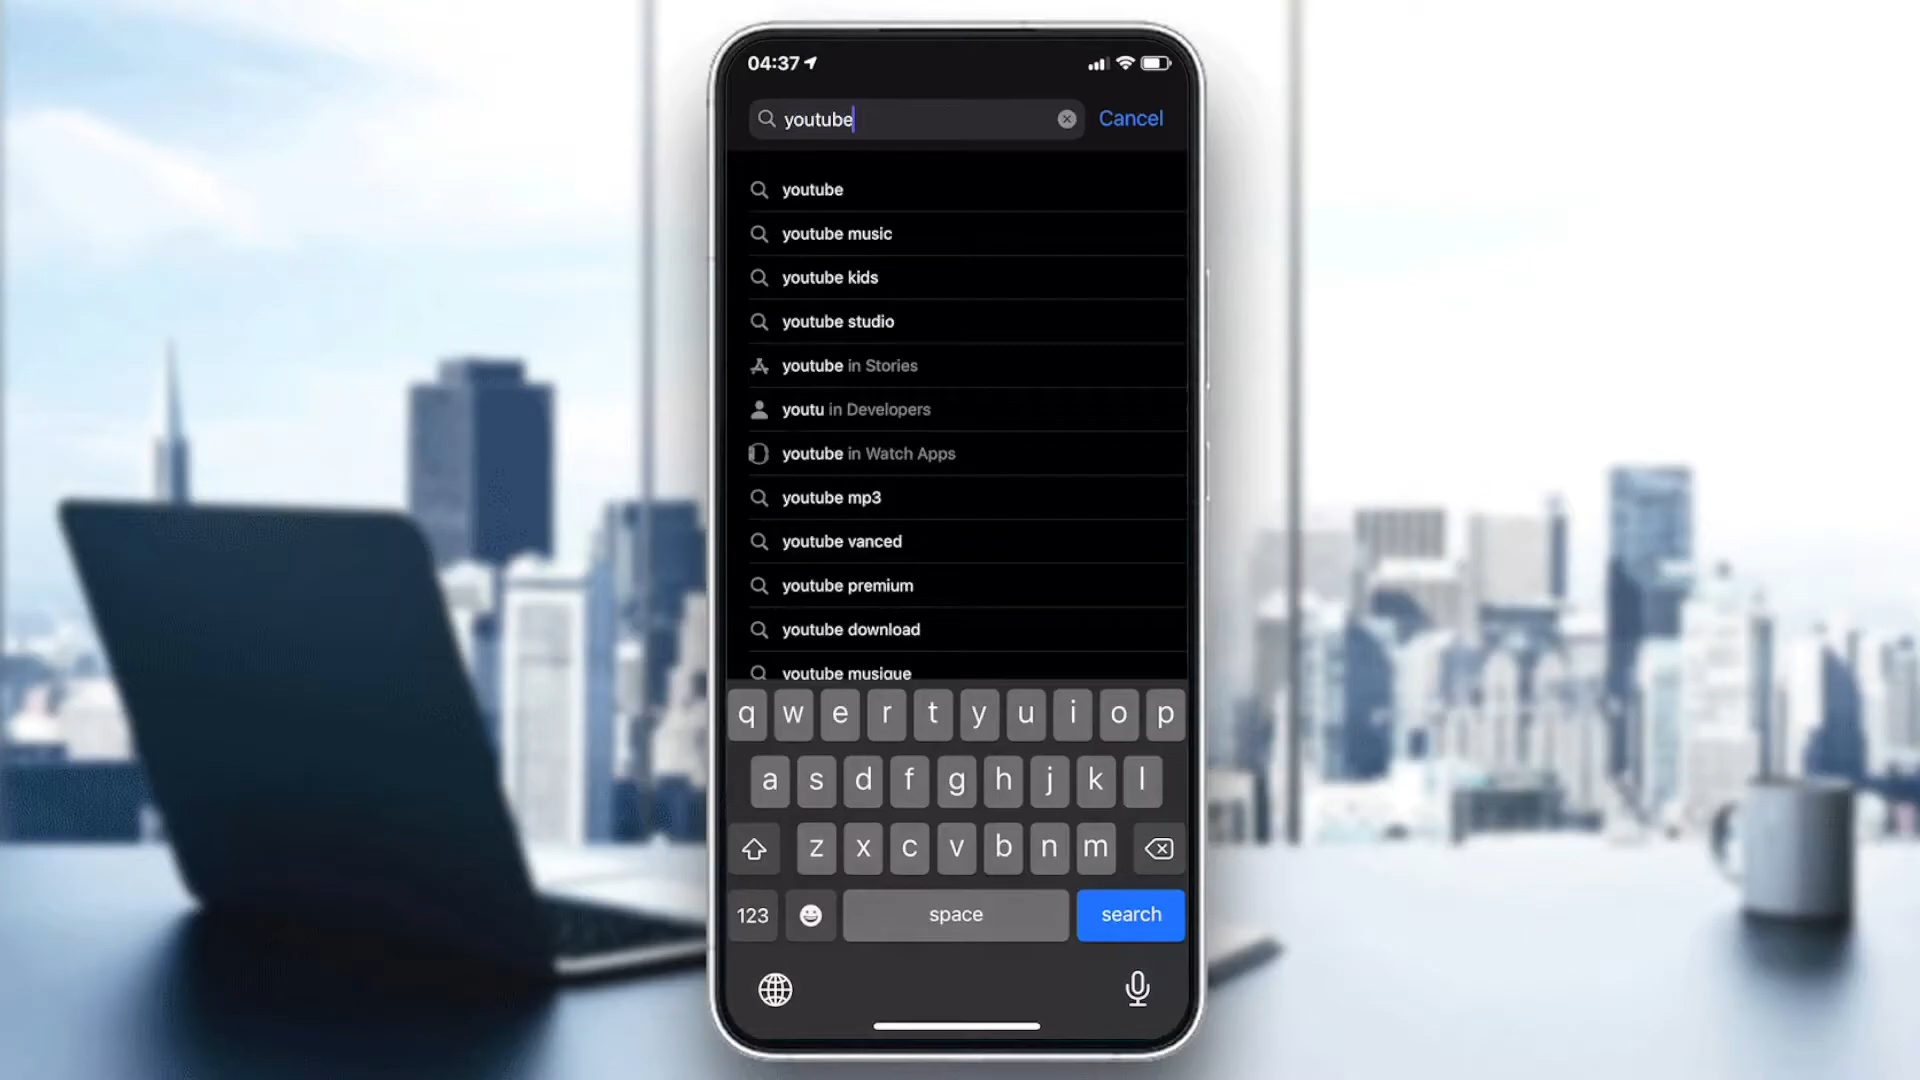 04:37
youtube
Cancel
youtube
youtube music
youtube kids
youtube studio
youtube in Stories
youtu in Developers
youtube in Watch Apps
youtube mp3
youtube vanced
youtube premium
youtube download
youtube musique
q w e r t y u i o p
a s d f g h j k l
z x c v b n m
123
space
search